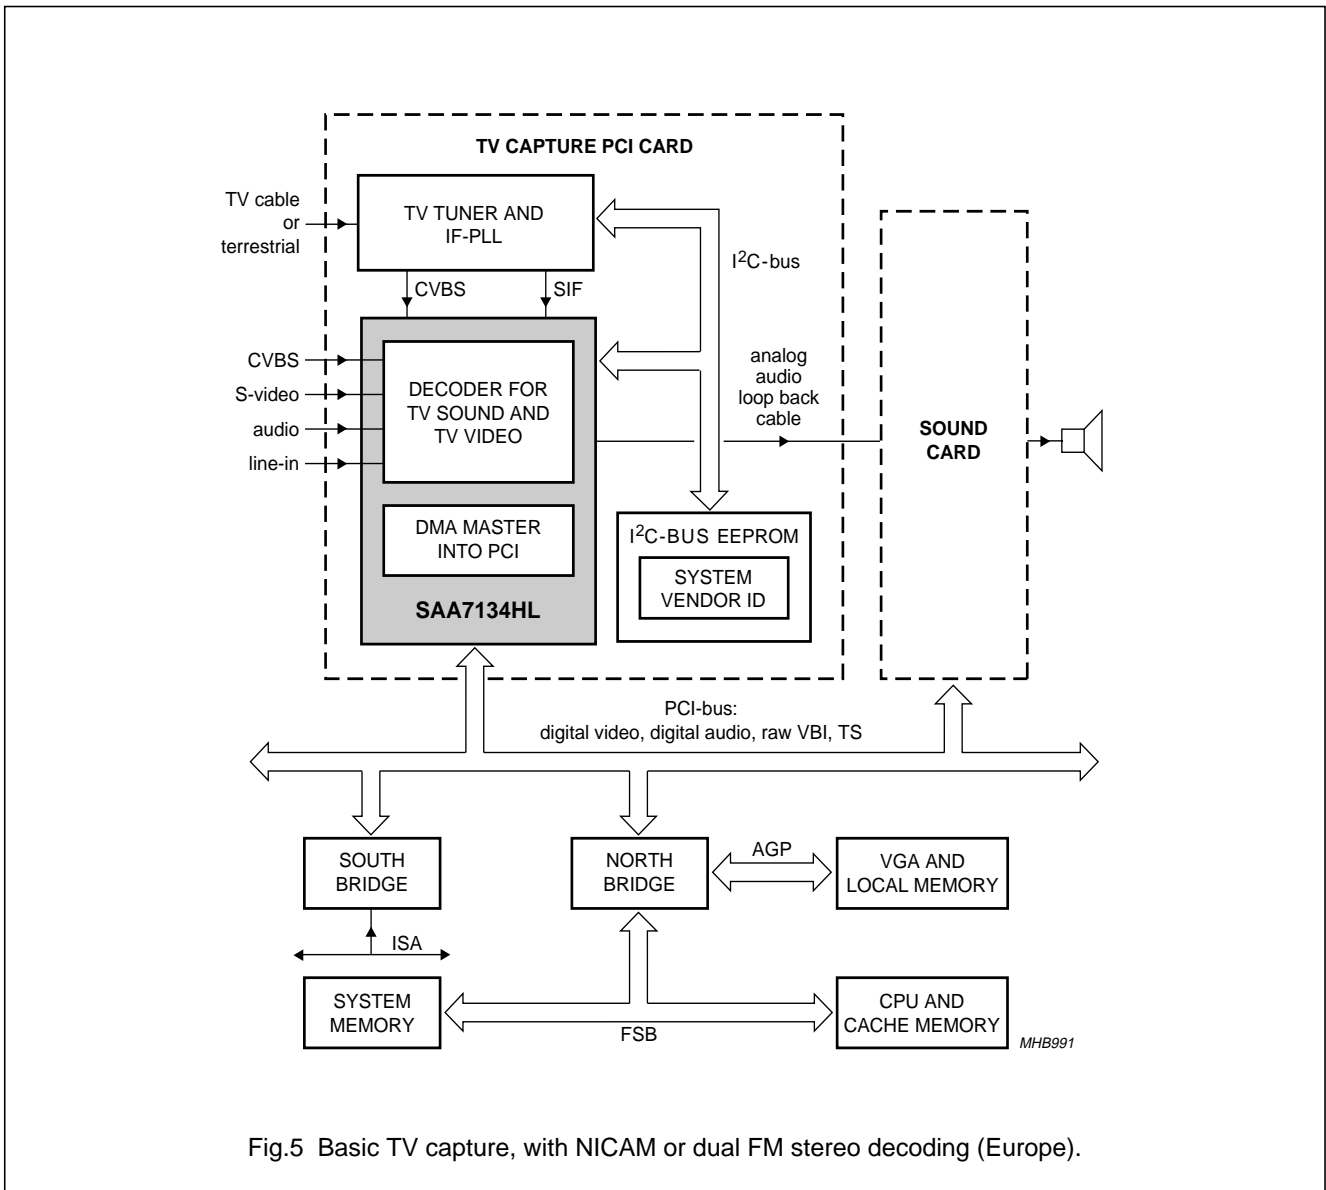 TV CAPTURE PCI CARD
TV cable
or
terrestrial
TV TUNER AND
IF-PLL
I2C-bus
CVBS
SIF
CVBS
S-video
audio
line-in
DECODER FOR
TV SOUND AND
TV VIDEO
analog
audio
loop back
cable
SOUND
CARD
DMA MASTER
INTO PCI
SAA7134HL
I2C-BUS EEPROM
SYSTEM
VENDOR ID
PCI-bus:
digital video, digital audio, raw VBI, TS
SOUTH
BRIDGE
NORTH
BRIDGE
AGP
VGA AND
LOCAL MEMORY
ISA
SYSTEM
MEMORY
FSB
CPU AND
CACHE MEMORY
MHB991
Fig.5 Basic TV capture, with NICAM or dual FM stereo decoding (Europe).